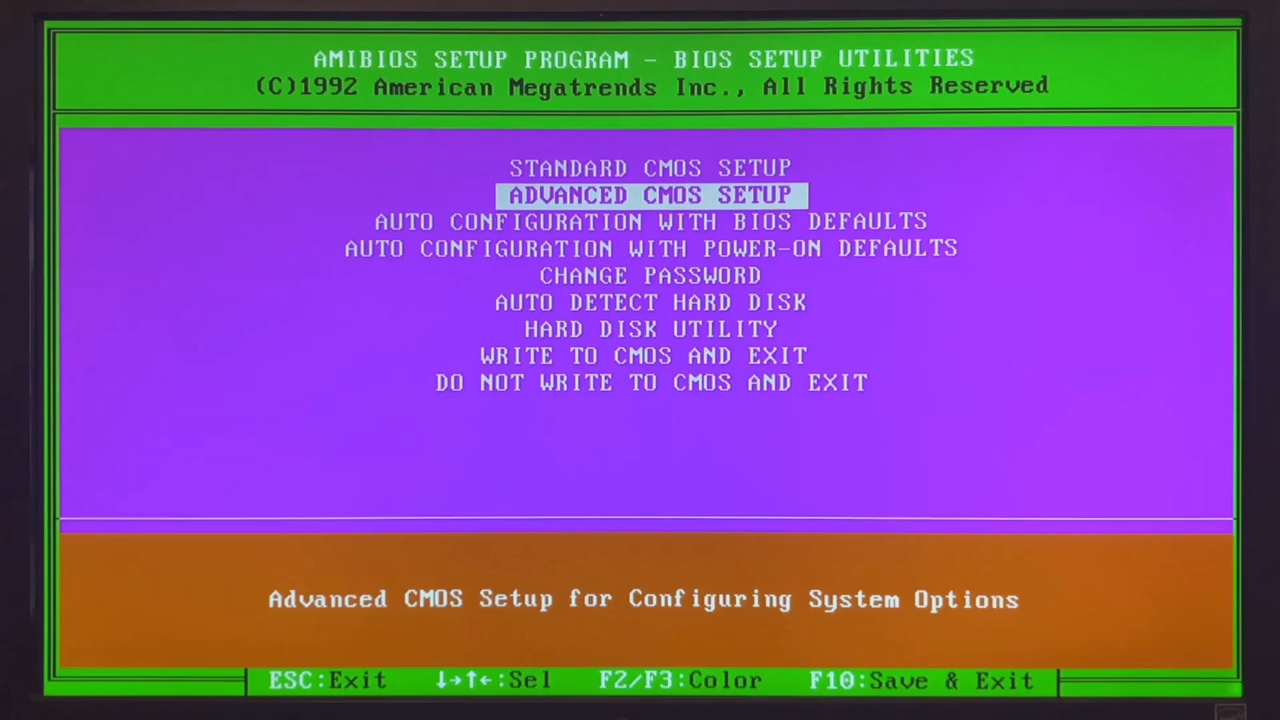 AMIBIOS SETUP PROGRAM - BIOS SETUP UTILITIES
(C)1992 American Megatrends Inc., All Rights Reserved
STANDARD CMOS SETUP
ADVANCED CMOS SETUP
AUTO CONFIGURATION WITH BIOS DEFAULTS
AUTO CONFIGURATION WITH POWER-ON DEFAULTS
CHANGE PASSWORD
AUTO DETECT HARD DISK
HARD DISK UTILITY
WRITE TO CMOS AND EXIT
DO NOT WRITE TO CMOS AND EXIT
Advanced CMOS Setup for Configuring System Options
ESC:Exit ↓→↑←:Sel F2/F3:Color F10:Save & Exit